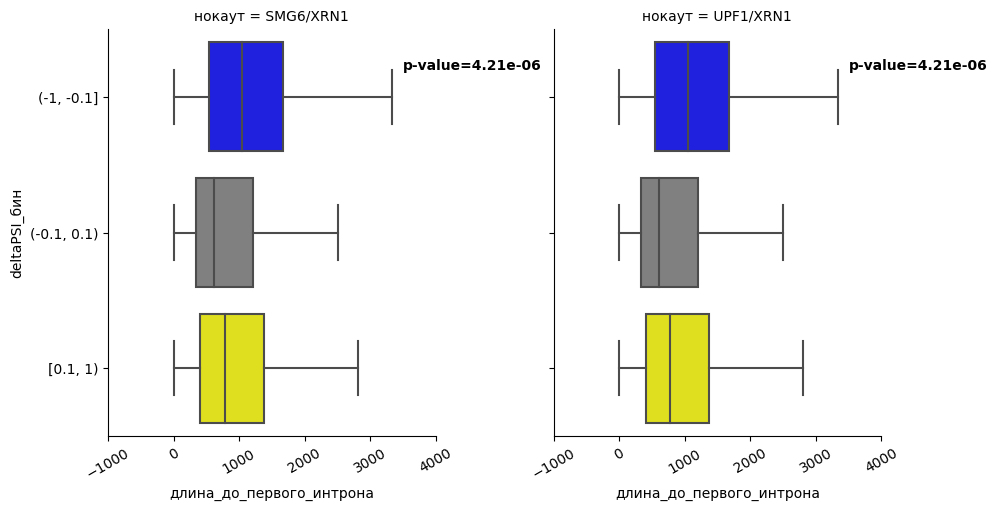 нокаут = SMG6/XRN1
нокаут = UPF1/XRN1
p-value=4.21e-06
p-value=4.21e-06
(-1, -0.1]
(-0.1, 0.1)
[0.1, 1)
deltaPSI_бин
−1000 0 1000 2000 3000 4000
−1000 0 1000 2000 3000 4000
длина_до_первого_интрона
длина_до_первого_интрона